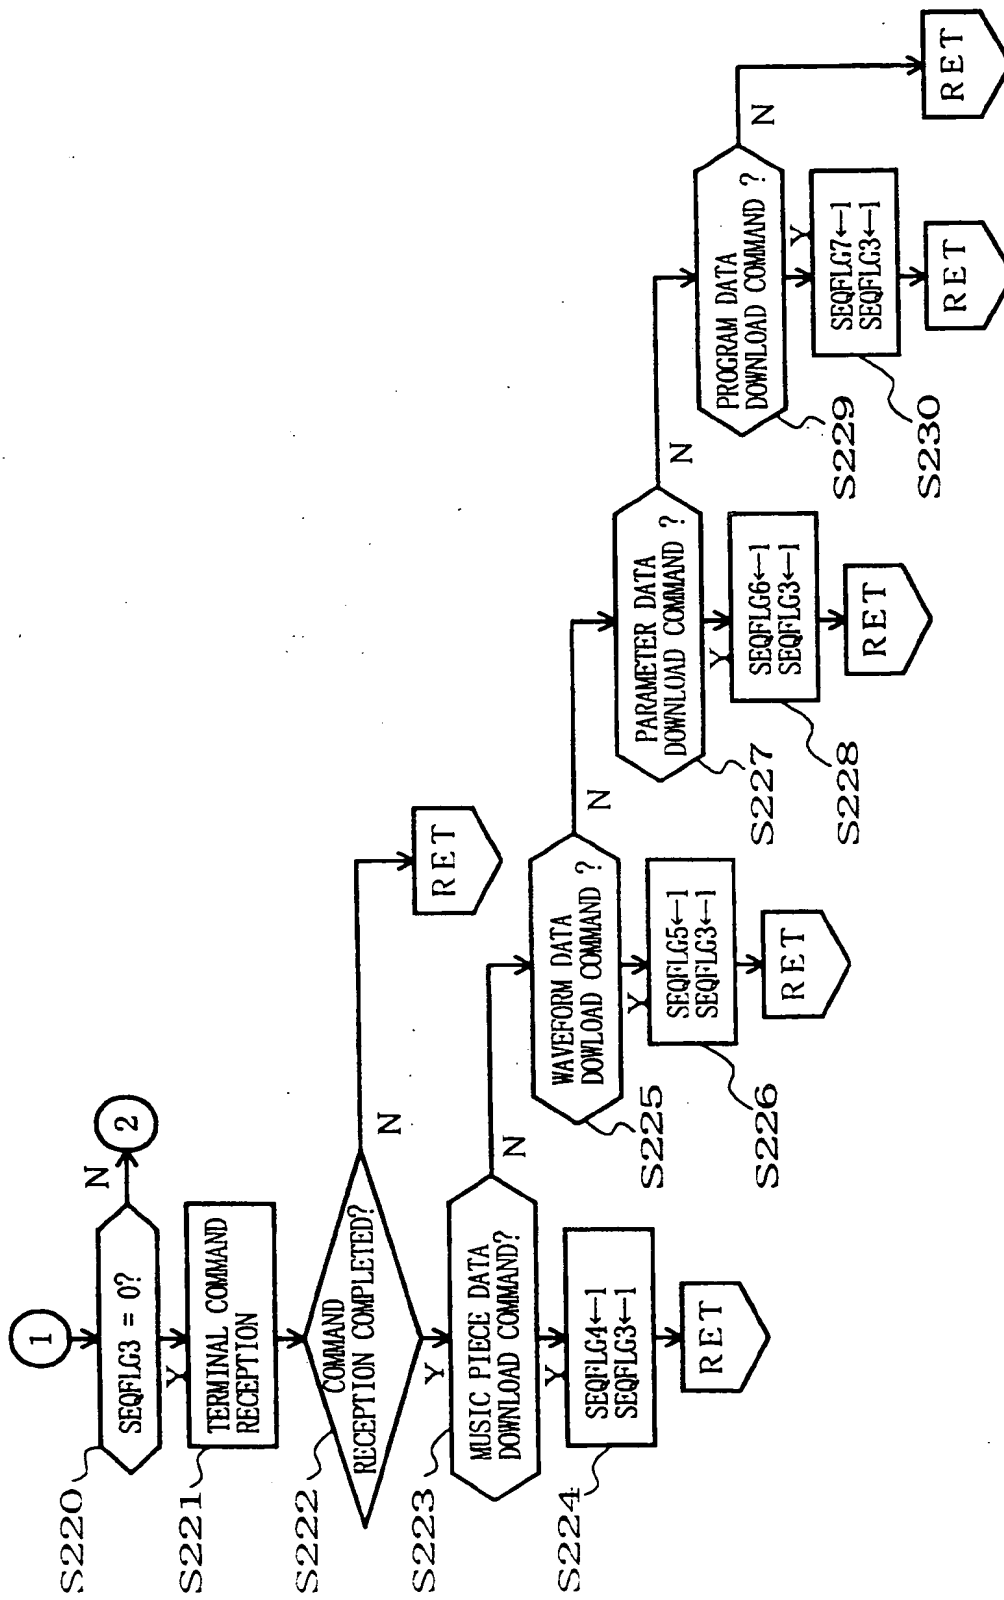 1
S220
SEQFLG3 = 0?
N
2
Y
S221
TERMINAL COMMAND
RECEPTION
S222
COMMAND
RECEPTION COMPLETED?
N
RET
Y
S223
MUSIC PIECE DATA
DOWNLOAD COMMAND?
N
Y
S224
SEQFLG4←1
SEQFLG3←1
RET
S225
WAVEFORM DATA
DOWLOAD COMMAND ?
N
Y
S226
SEQFLG5←1
SEQFLG3←1
RET
S227
PARAMETER DATA
DOWNLOAD COMMAND ?
N
Y
S228
SEQFLG6←1
SEQFLG3←1
RET
S229
PROGRAM DATA
DOWNLOAD COMMAND ?
N
Y
S230
SEQFLG7←1
SEQFLG3←1
RET
RET